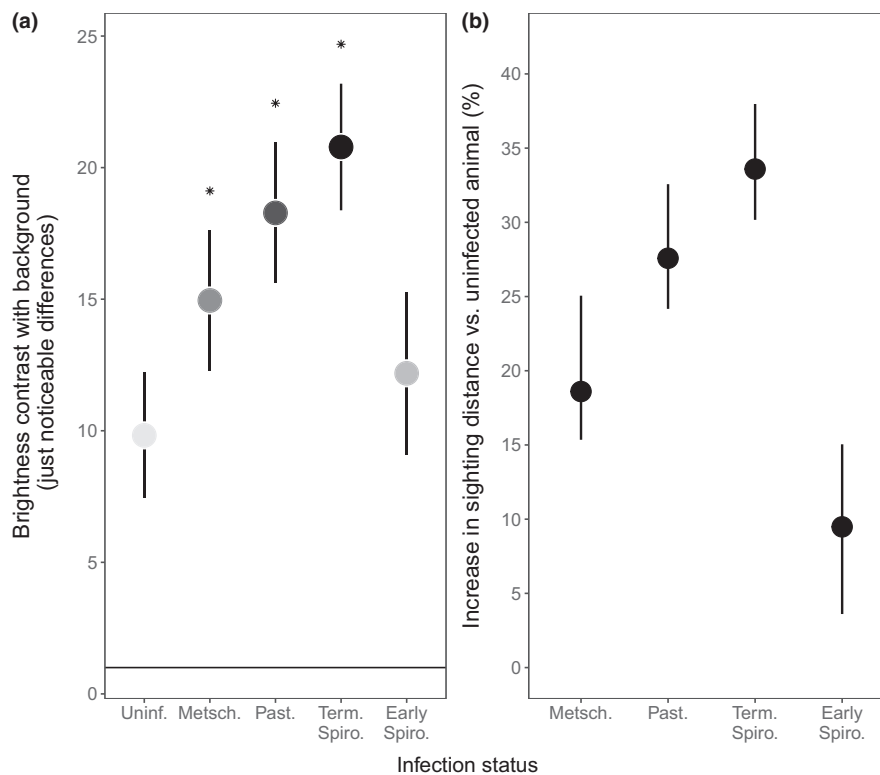 (a)
(b)
Brightness contrast with background
(just noticeable differences)
25
20
15
10
5
0
*
*
*
Uninf.
Metsch.
Past.
Term.
Spiro.
Early
Spiro.
Increase in sighting distance vs. uninfected animal (%)
40
35
30
25
20
15
10
5
0
Metsch.
Past.
Term.
Spiro.
Early
Spiro.
Infection status